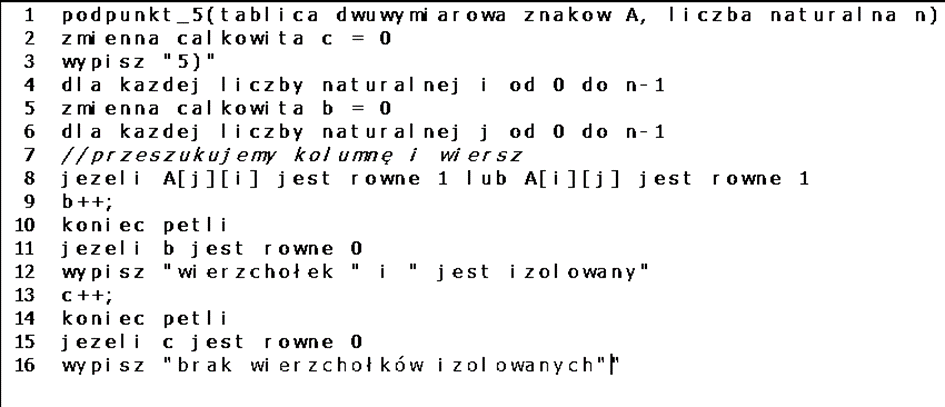 1 podpunkt_5(tablica dwuwymiarowa znakow A, liczba naturalna n)
2 zmienna calkowita c = 0
3 wypisz "5)"
4 dla kazdej liczby naturalnej i od 0 do n-1
5 zmienna calkowita b = 0
6 dla kazdej liczby naturalnej j od 0 do n-1
7 //przeszukujemy kolumnę i wiersz
8 jezeli A[j][i] jest rowne 1 lub A[i][j] jest rowne 1
9 b++;
10 koniec petli
11 jezeli b jest rowne 0
12 wypisz "wierzchołek " i " jest izolowany"
13 c++;
14 koniec petli
15 jezeli c jest rowne 0
16 wypisz "brak wierzchołków izolowanych""